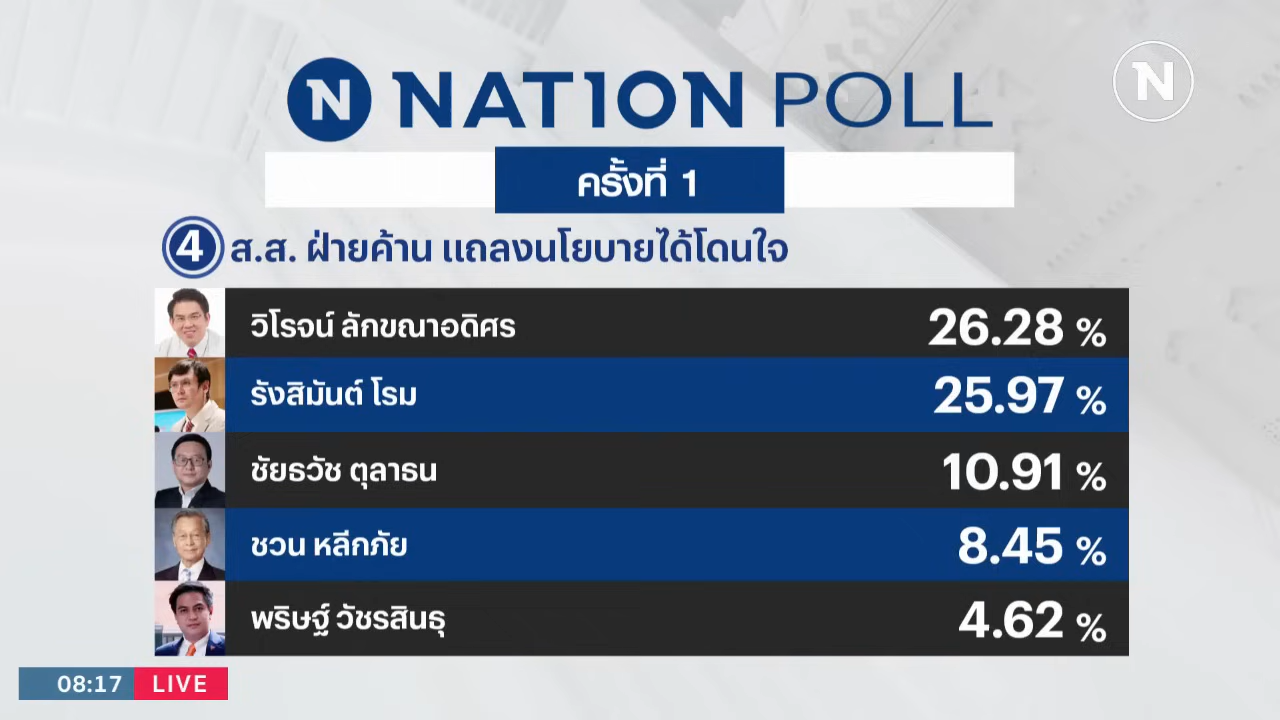 N NATION POLL
N
ครั้งที่ 1
4 ส.ส. ฝ่ายค้าน แถลงนโยบายได้โดนใจ
วิโรจน์ ลักขณาอดิศร 26.28 %
รังสิมันต์ โรม 25.97 %
ชัยธวัช ตุลาธน 10.91 %
ชวน หลีกภัย 8.45 %
พริษฐ์ วัชรสินธุ 4.62 %
08:17 LIVE